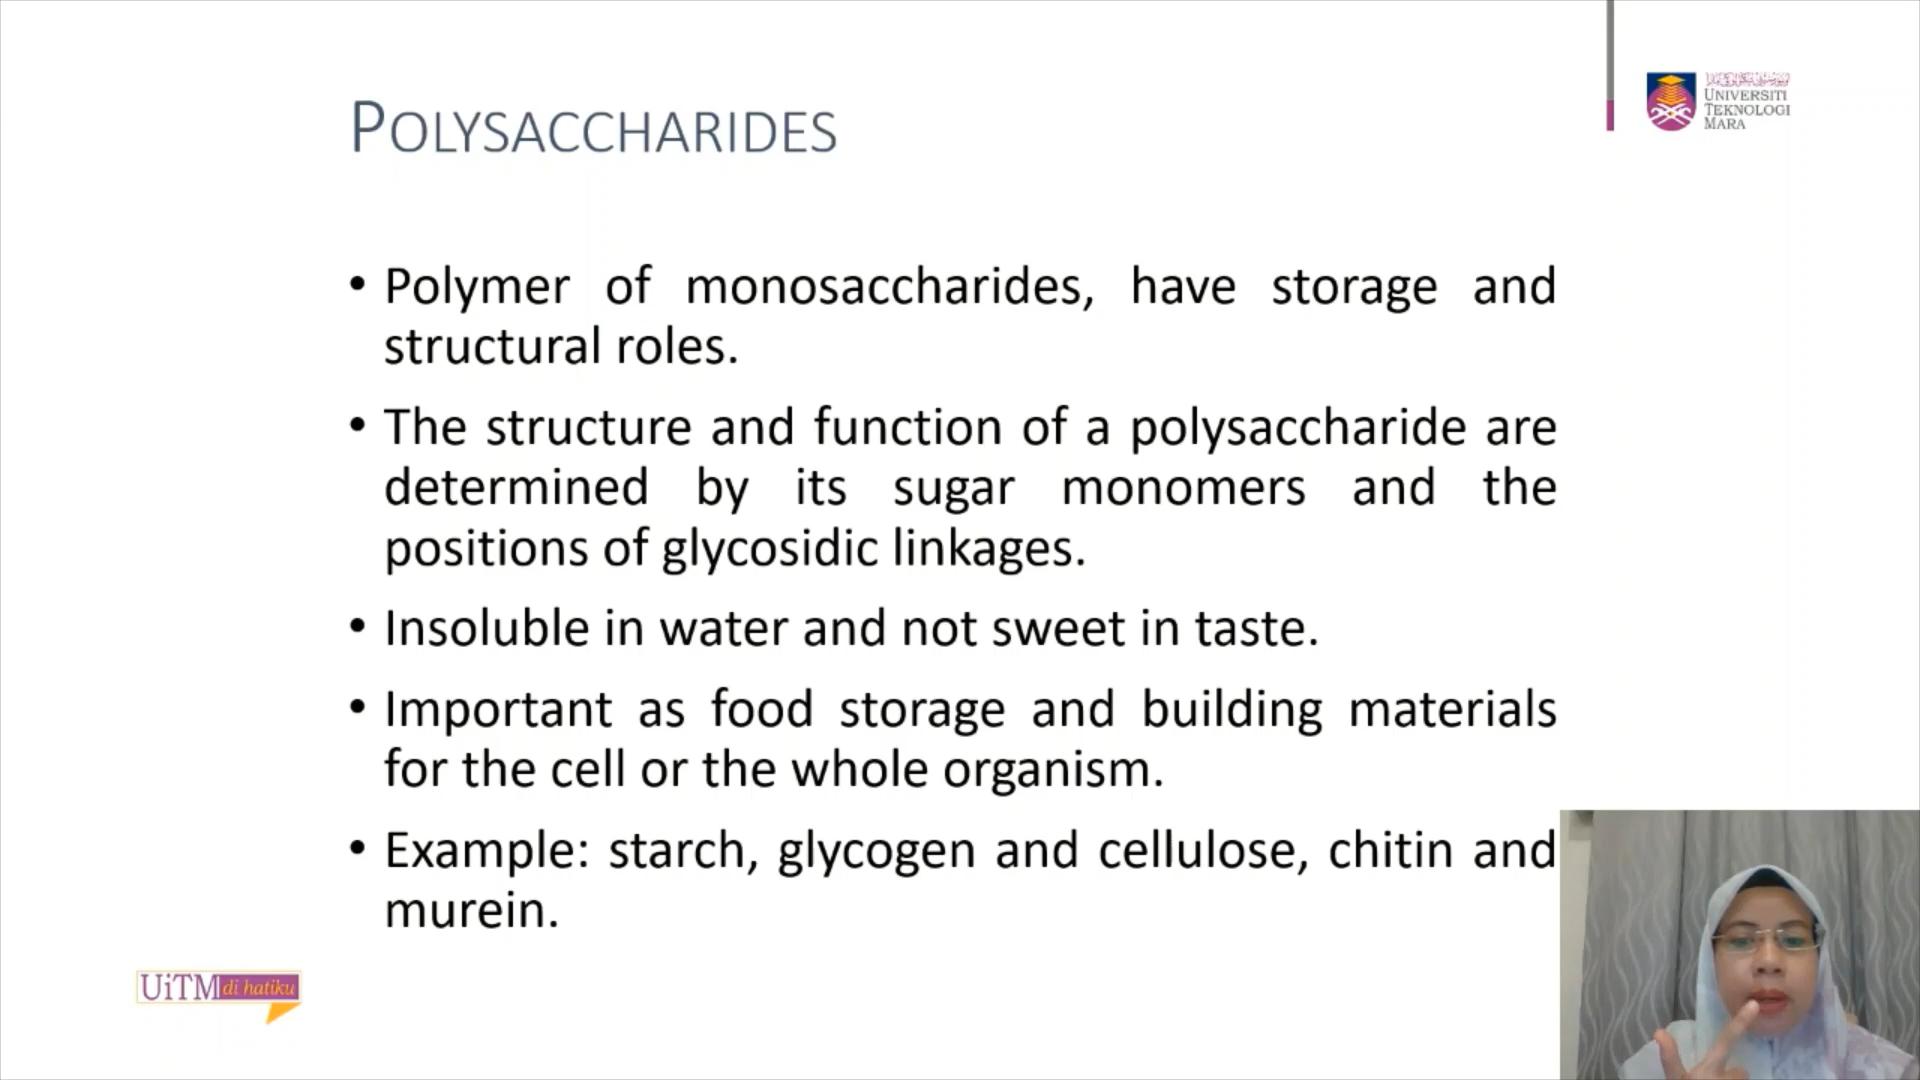 POLYSACCHARIDES
UNIVERSITI
TEKNOLOGI
MARA
• Polymer of monosaccharides, have storage and
structural roles.
• The structure and function of a polysaccharide are
determined by its sugar monomers and the
positions of glycosidic linkages.
• Insoluble in water and not sweet in taste.
• Important as food storage and building materials
for the cell or the whole organism.
• Example: starch, glycogen and cellulose, chitin and
murein.
UiTM di hatiku